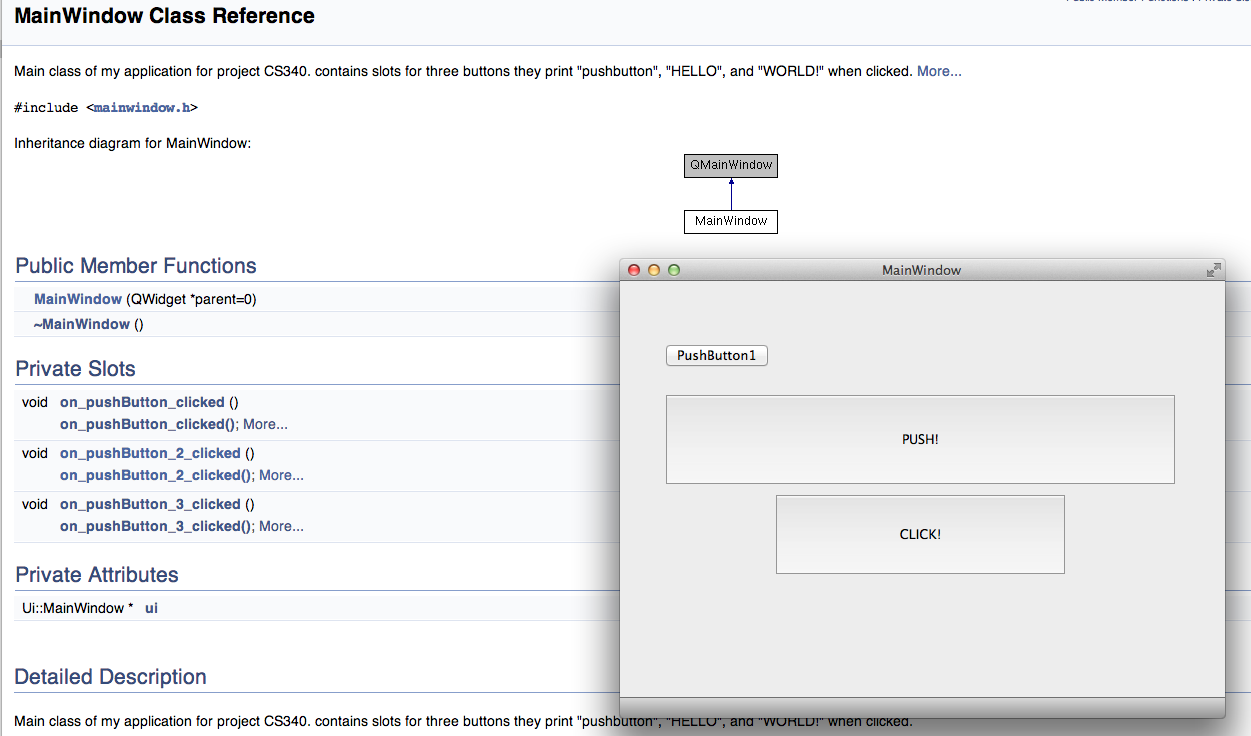 MainWindow Class Reference
Main class of my application for project CS340. contains slots for three buttons they print "pushbutton", "HELLO", and "WORLD!" when clicked. More...
#include <mainwindow.h>
Inheritance diagram for MainWindow:
QMainWindow
MainWindow
Public Member Functions
MainWindow (QWidget *parent=0)
~MainWindow ()
Private Slots
void on_pushButton_clicked ()
on_pushButton_clicked(); More...
void on_pushButton_2_clicked ()
on_pushButton_2_clicked(); More...
void on_pushButton_3_clicked ()
on_pushButton_3_clicked(); More...
Private Attributes
Ui::MainWindow * ui
Detailed Description
Main class of my application for project CS340. contains slots for three buttons they print "pushbutton", "HELLO", and "WORLD!" when clicked.
MainWindow
PushButton1
PUSH!
CLICK!